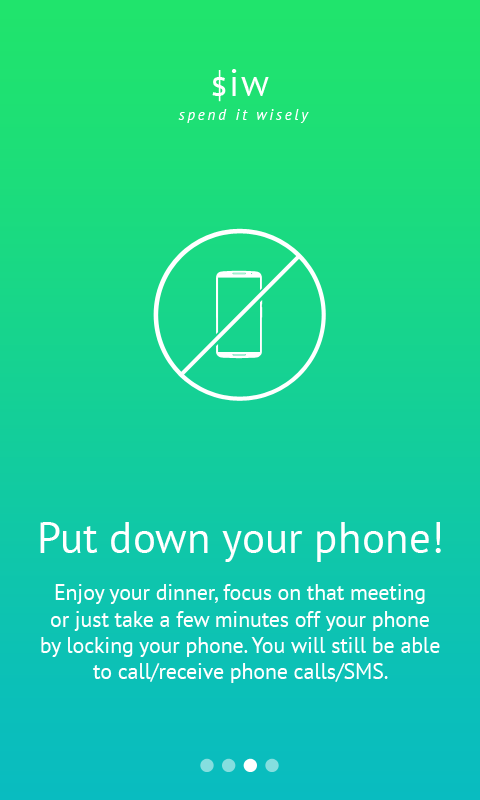 $iw
spend it wisely
Put down your phone!
Enjoy your dinner, focus on that meeting
or just take a few minutes off your phone
by locking your phone. You will still be able
to call/receive phone calls/SMS.